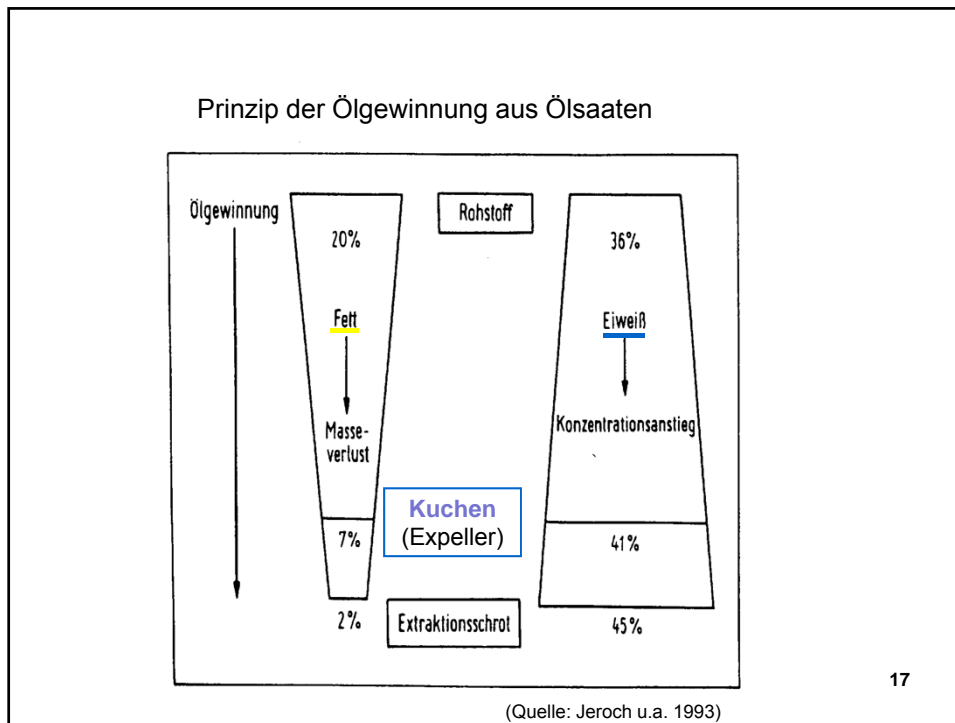 Prinzip der Ölgewinnung aus Ölsaaten
Ölgewinnung
Rohstoff
20%
36%
Fett
Eiweiß
Masse-
verlust
Konzentrationsanstieg
Kuchen
(Expeller)
7%
41%
2%
Extraktionsschrot
45%
17
(Quelle: Jeroch u.a. 1993)